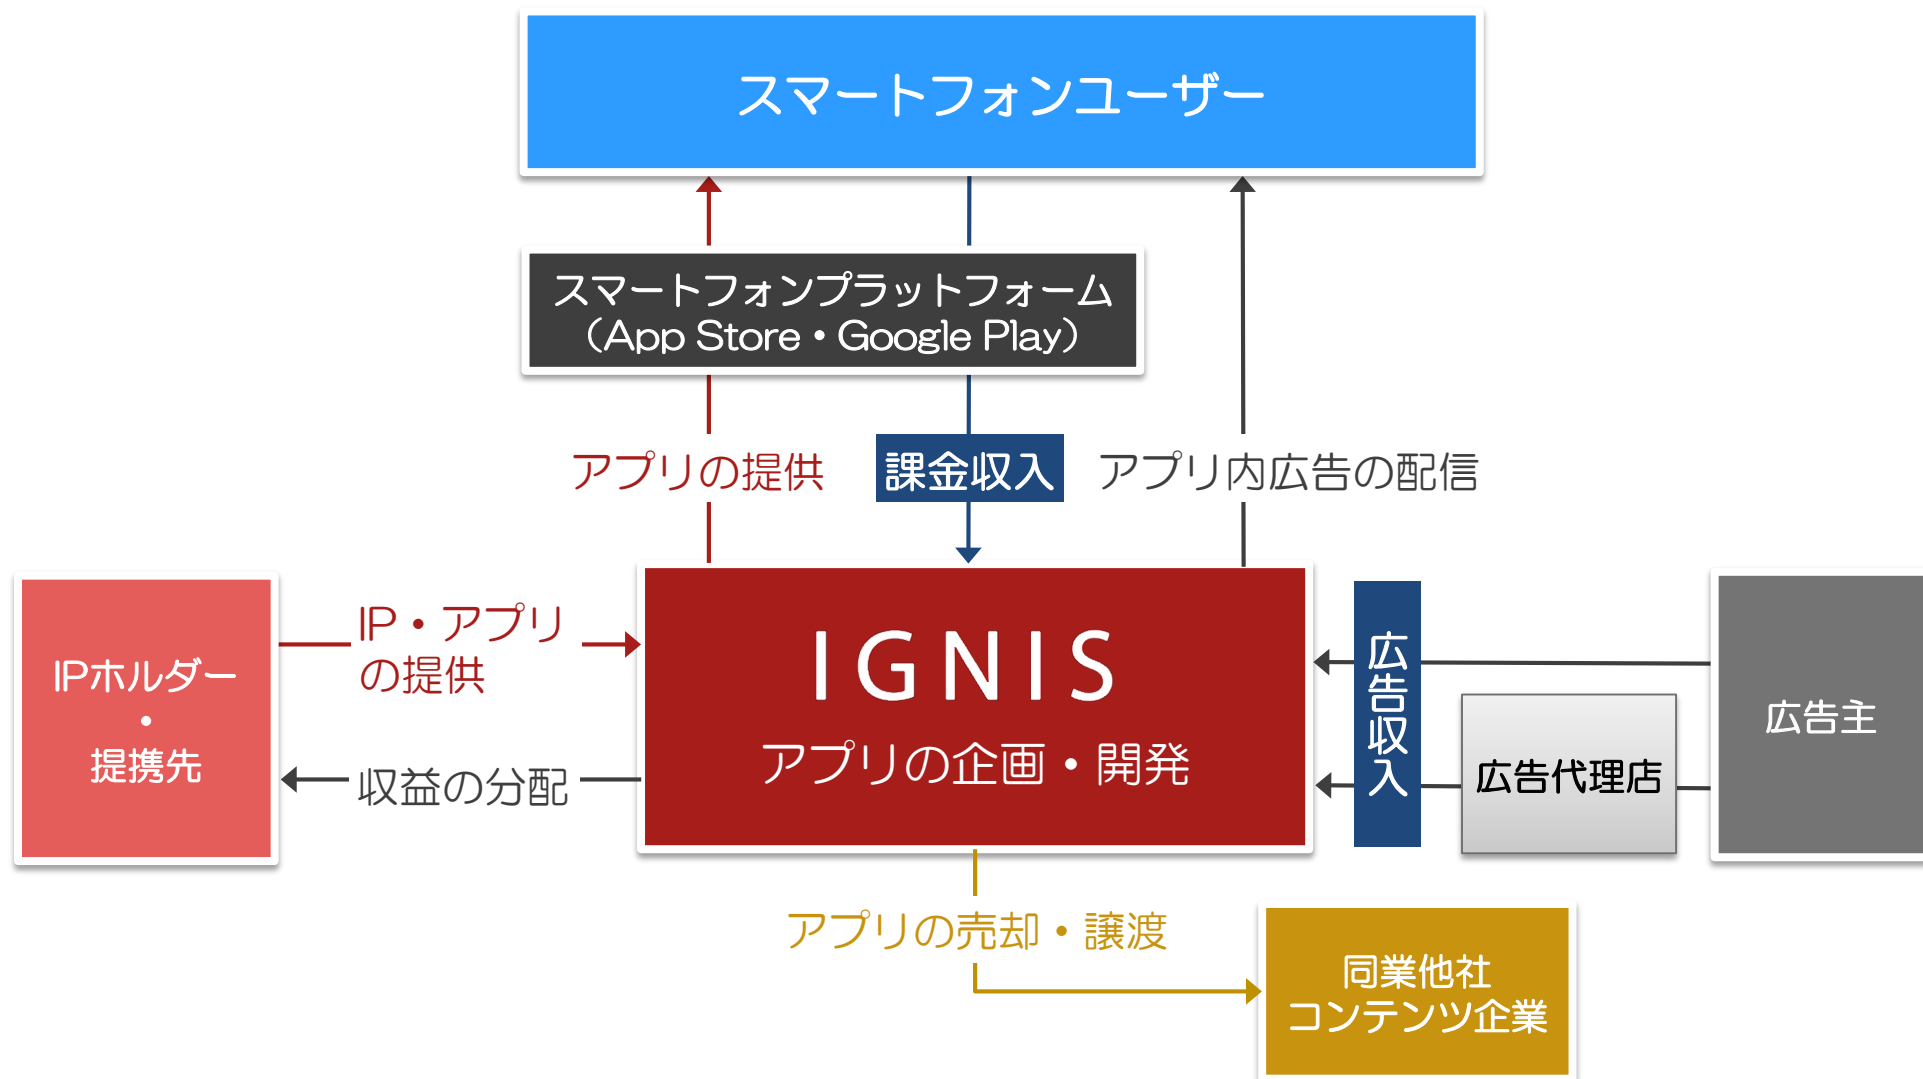 スマートフォンユーザー
スマートフォンプラットフォーム
（App Store・Google Play）
アプリの提供
課金収入
アプリ内広告の配信
IPホルダー
・
提携先
IP・アプリ
の提供
収益の分配
IGNIS
アプリの企画・開発
広告収入
広告代理店
広告主
アプリの売却・譲渡
同業他社
コンテンツ企業